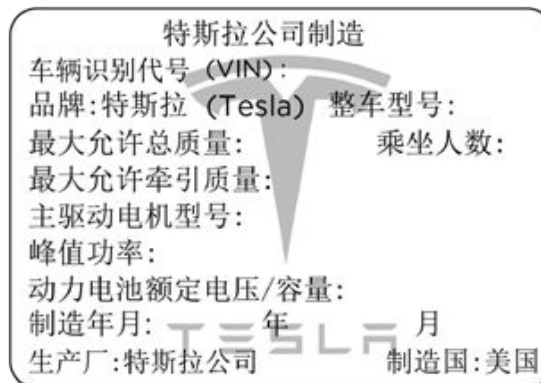 特斯拉公司制造
车辆识别代号 (VIN):
品牌:特斯拉 (Tesla) 整车型号:
最大允许总质量: 乘坐人数:
最大允许牵引质量:
主驱动电机型号:
峰值功率:
动力电池额定电压/容量:
制造年月: 年 月
TESLA
生产厂:特斯拉公司 制造国:美国